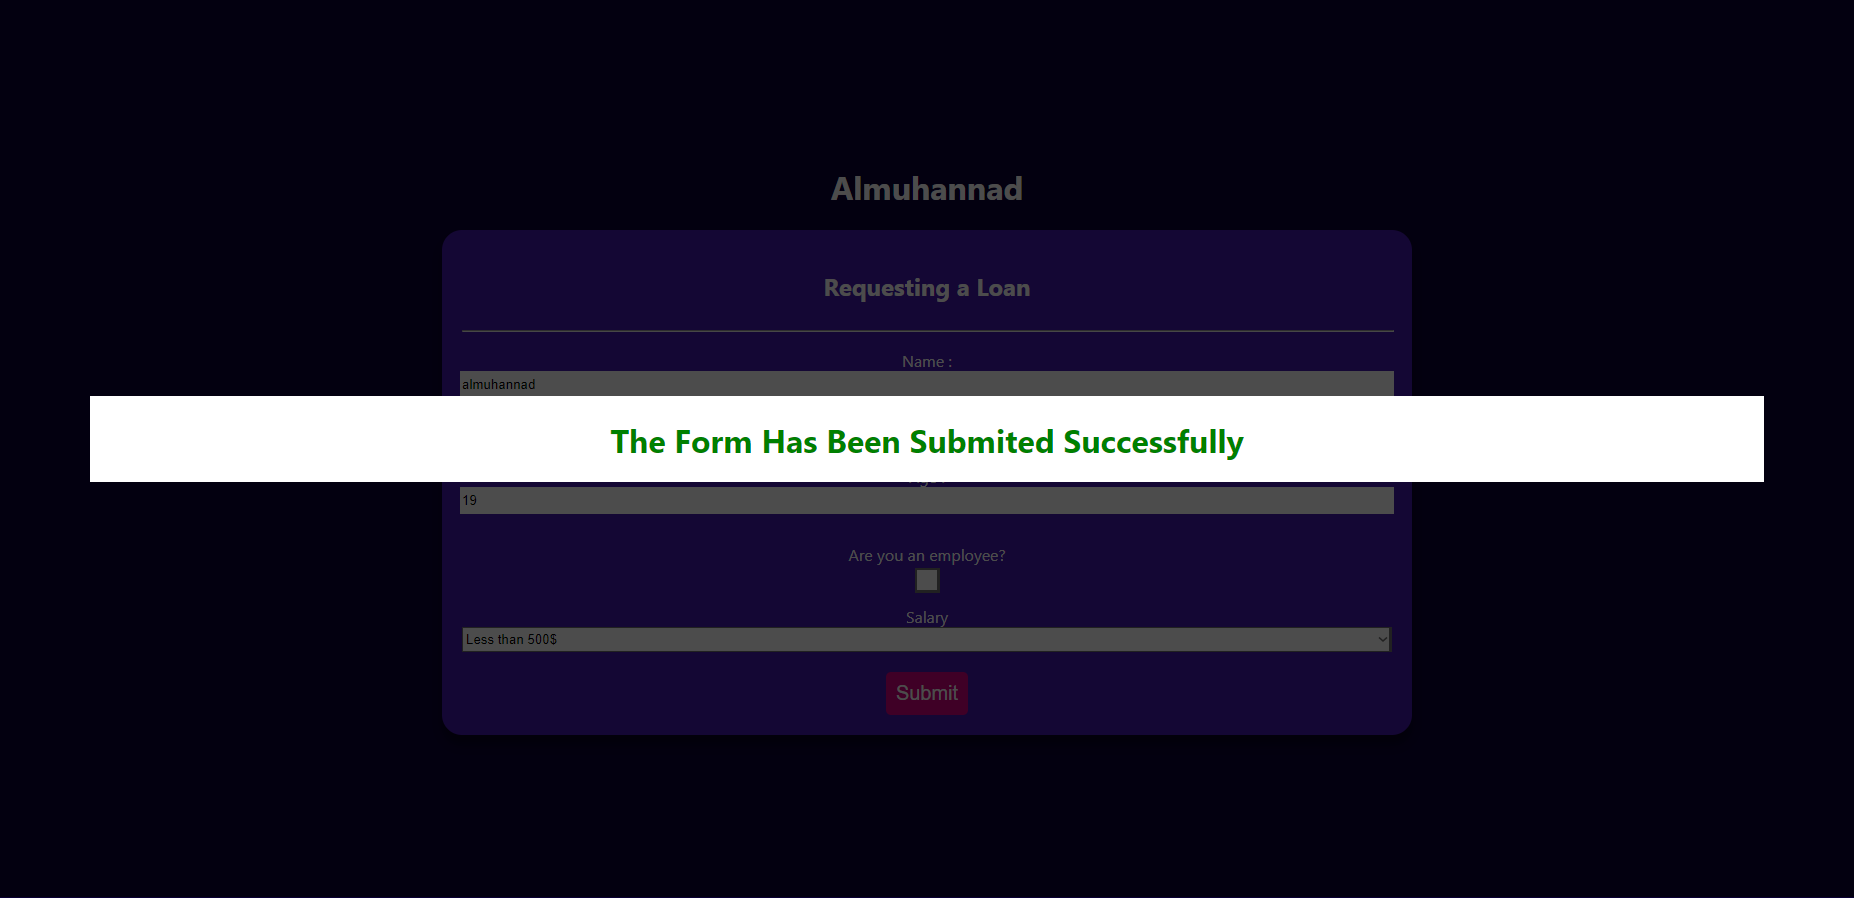 Almuhannad
Requesting a Loan
Name :
almuhannad
The Form Has Been Submited Successfully
19
Are you an employee?
Salary
Less than 500$
Submit